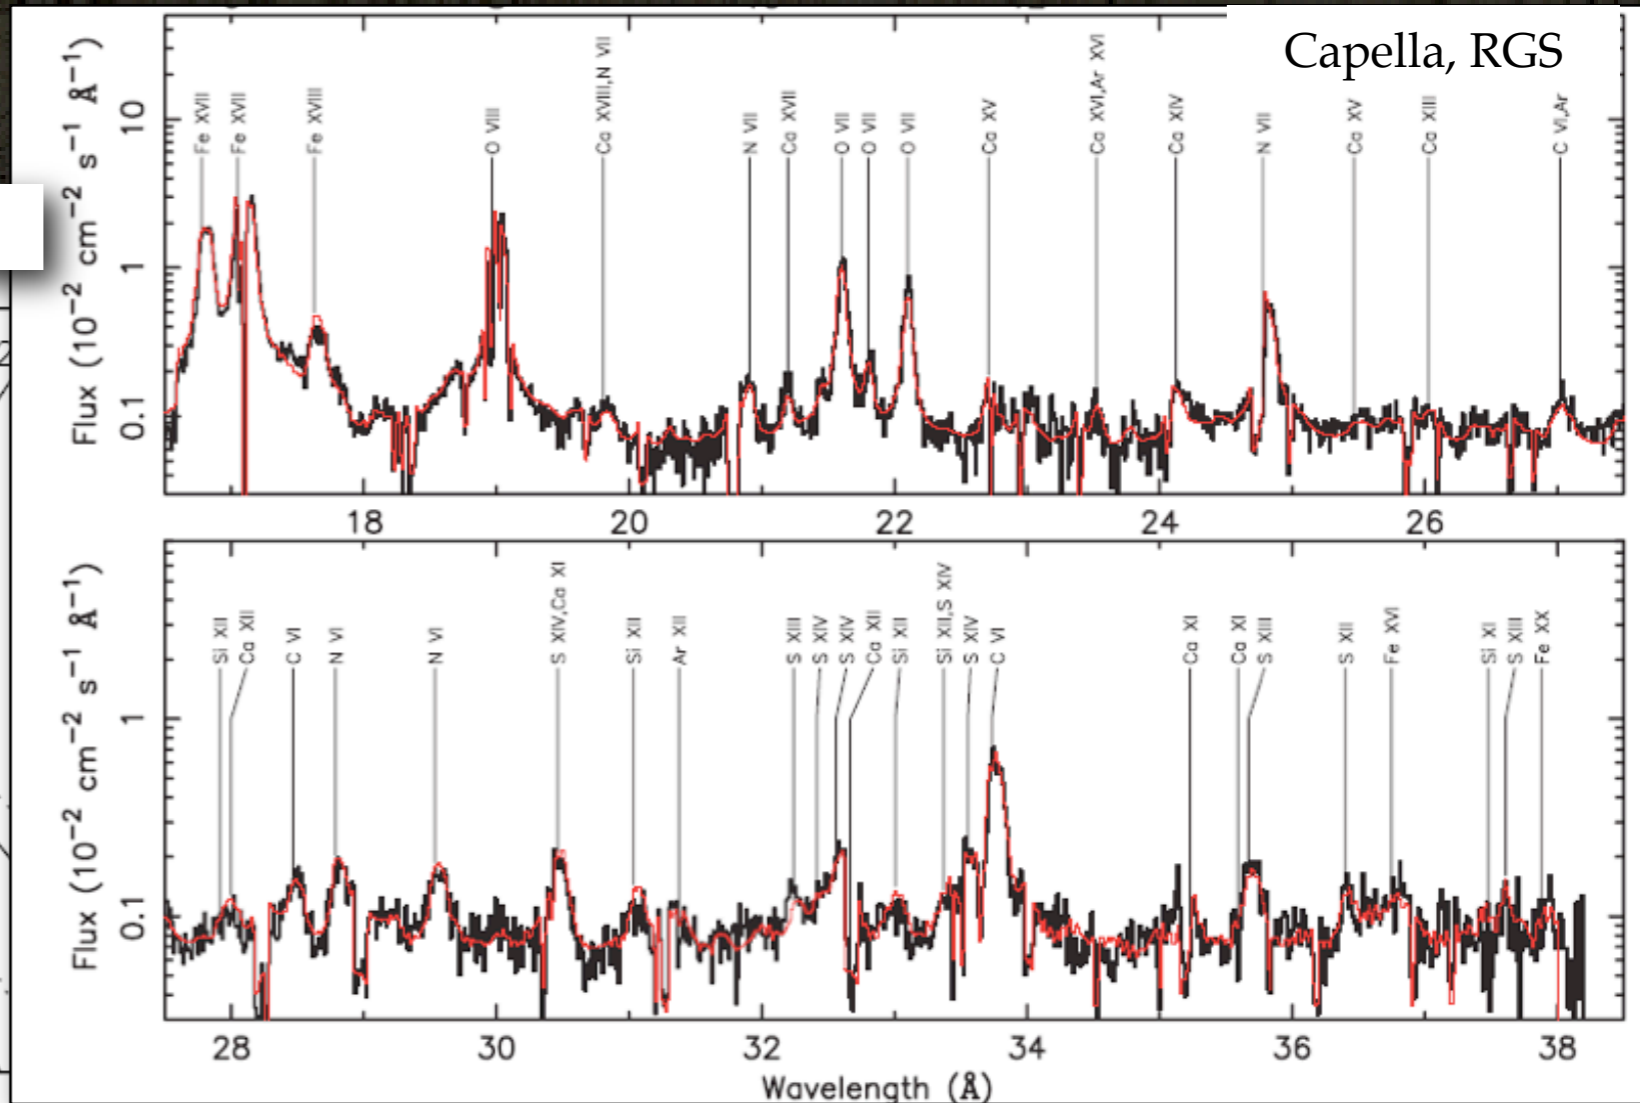 Capella, RGS
Flux (10−2 cm−2 s−1 Å−1)
10
1
0.1
Fe XVII
Fe XVII
Fe XVIII
O VIII
Ca XVIII,N VII
N VII
Ca XVII
O VII
O VII
O VII
Ca XV
Ca XVI,Ar XVI
Ca XIV
N VII
Ca XV
Ca XIII
C VI,Ar
18
20
22
24
26
Flux (10−2 cm−2 s−1 Å−1)
1
0.1
Si XII
Ca XII
C VI
N VI
N VI
S XIV,Ca XI
Si XII
Ar XII
S XIII
S XIV
S XIV
Ca XII
Si XII
Si XII,S XIV
S XIV
C VI
Ca XI
Ca XI
S XIII
S XII
Fe XVI
Si XI
S XIII
Fe XX
28
30
32
34
36
38
Wavelength (Å)